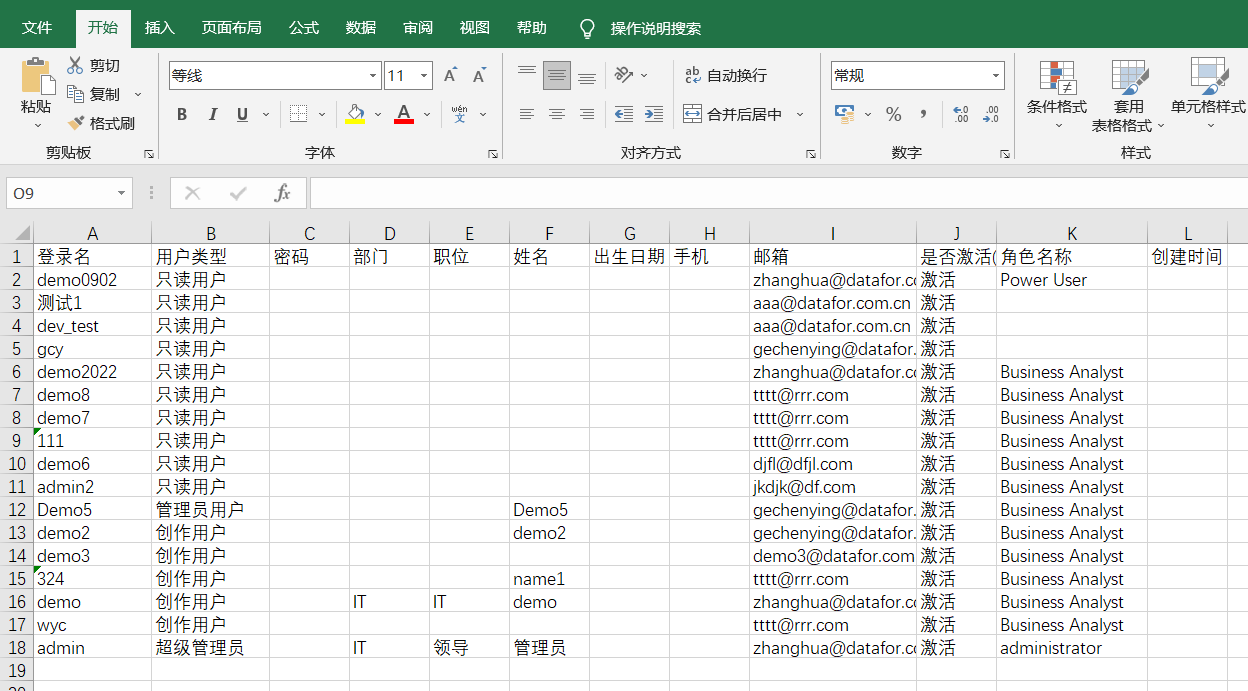 文件 开始 插入 页面布局 公式 数据 审阅 视图 帮助 操作说明搜索
粘贴 剪切 复制 格式刷
剪贴板
等线 11
B I U A wén 文
字体
ab 自动换行
合并后居中
对齐方式
常规
% , .00 .00
数字
条件格式 套用 表格格式 单元格样式
样式
O9 fx
A B C D E F G H I J K L
1 登录名 用户类型 密码 部门 职位 姓名 出生日期 手机 邮箱 是否激活( 角色名称 创建时间
2 demo0902 只读用户 zhanghua@datafor.co 激活 Power User
3 测试1 只读用户 aaa@datafor.com.cn 激活
4 dev_test 只读用户 aaa@datafor.com.cn 激活
5 gcy 只读用户 gechenying@datafor. 激活
6 demo2022 只读用户 zhanghua@datafor.co 激活 Business Analyst
7 demo8 只读用户 tttt@rrr.com 激活 Business Analyst
8 demo7 只读用户 tttt@rrr.com 激活 Business Analyst
9 111 只读用户 tttt@rrr.com 激活 Business Analyst
10 demo6 只读用户 djfl@dfjl.com 激活 Business Analyst
11 admin2 只读用户 jkdjk@df.com 激活 Business Analyst
12 Demo5 管理员用户 Demo5 gechenying@datafor. 激活 Business Analyst
13 demo2 创作用户 demo2 gechenying@datafor. 激活 Business Analyst
14 demo3 创作用户 demo3@datafor.com 激活 Business Analyst
15 324 创作用户 name1 tttt@rrr.com 激活 Business Analyst
16 demo 创作用户 IT IT demo zhanghua@datafor.co 激活 Business Analyst
17 wyc 创作用户 tttt@rrr.com 激活 Business Analyst
18 admin 超级管理员 IT 领导 管理员 zhanghua@datafor.co 激活 administrator
19